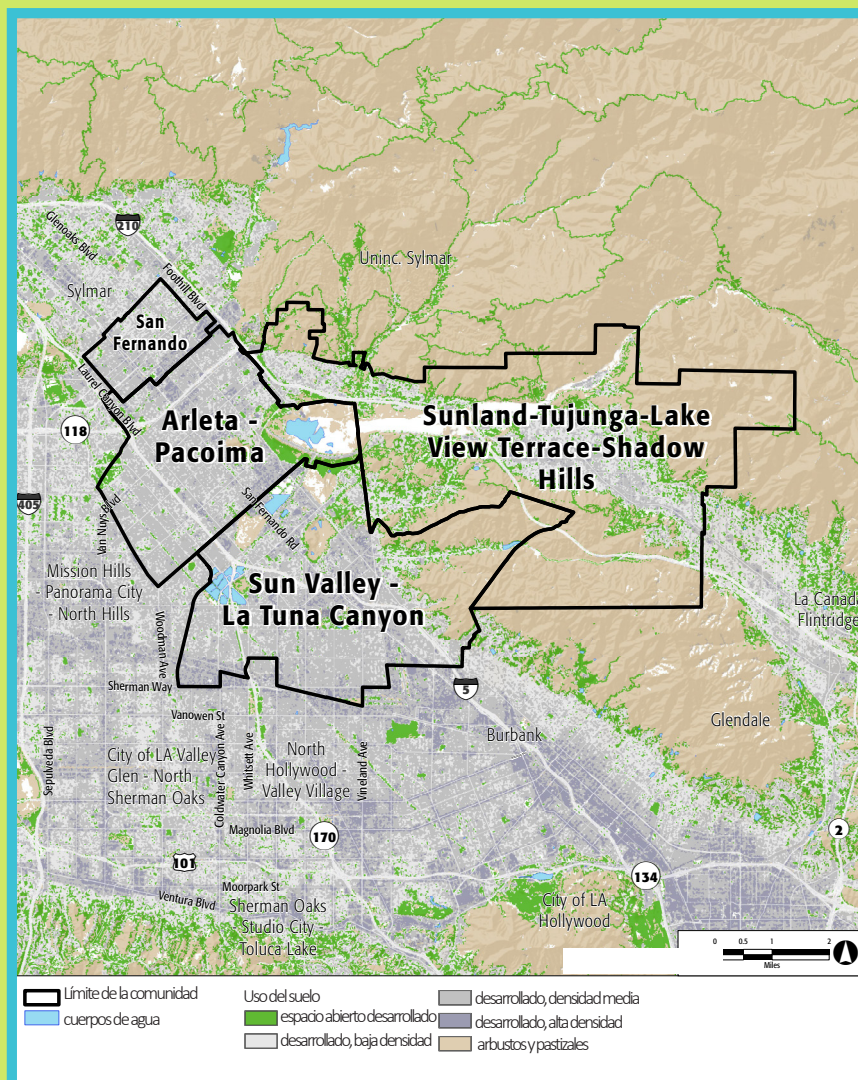 210
Glenoaks Blvd
Foothill Blvd
Uninc. Sylmar
Sylmar
San
Fernando
Laurel Canyon Blvd
118
Arleta -
Pacoima
Sunland-Tujunga-Lake
View Terrace-Shadow
Hills
405
Van Nuys Blvd
San Fernando Rd
Mission Hills
- Panorama City
- North Hills
Sun Valley -
La Tuna Canyon
La Canada
Flintridge
Woodman Ave
Sherman Way
5
Vanowen St
Glendale
Burbank
Sepulveda Blvd
City of LA Valley
Glen - North
Sherman Oaks
Coldwater Canyon Ave
Whitsett Ave
North
Hollywood -
Valley Village
Vineland Ave
Magnolia Blvd
170
2
101
134
Moorpark St
Ventura Blvd
Sherman Oaks
- Studio City -
Toluca Lake
City of LA
Hollywood
0 0.5 1 2
Miles
Límite de la comunidad
cuerpos de agua
Uso del suelo
espacio abierto desarrollado
desarrollado, baja densidad
desarrollado, densidad media
desarrollado, alta densidad
arbustos y pastizales